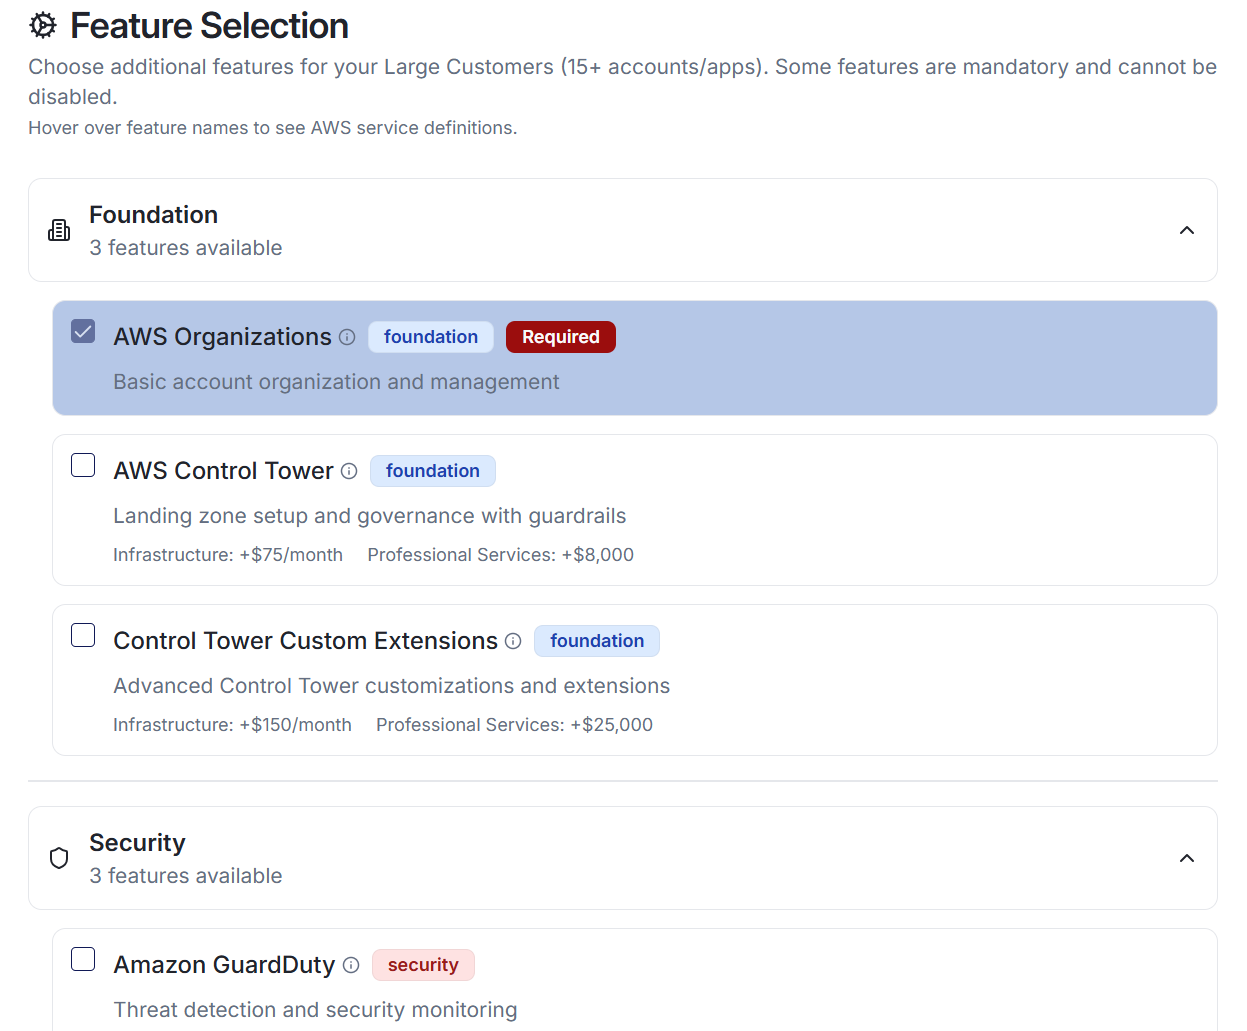 Feature Selection
Choose additional features for your Large Customers (15+ accounts/apps). Some features are mandatory and cannot be
disabled.
Hover over feature names to see AWS service definitions.
Foundation
3 features available
AWS Organizations foundation Required
Basic account organization and management
AWS Control Tower foundation
Landing zone setup and governance with guardrails
Infrastructure: +$75/month Professional Services: +$8,000
Control Tower Custom Extensions foundation
Advanced Control Tower customizations and extensions
Infrastructure: +$150/month Professional Services: +$25,000
Security
3 features available
Amazon GuardDuty security
Threat detection and security monitoring